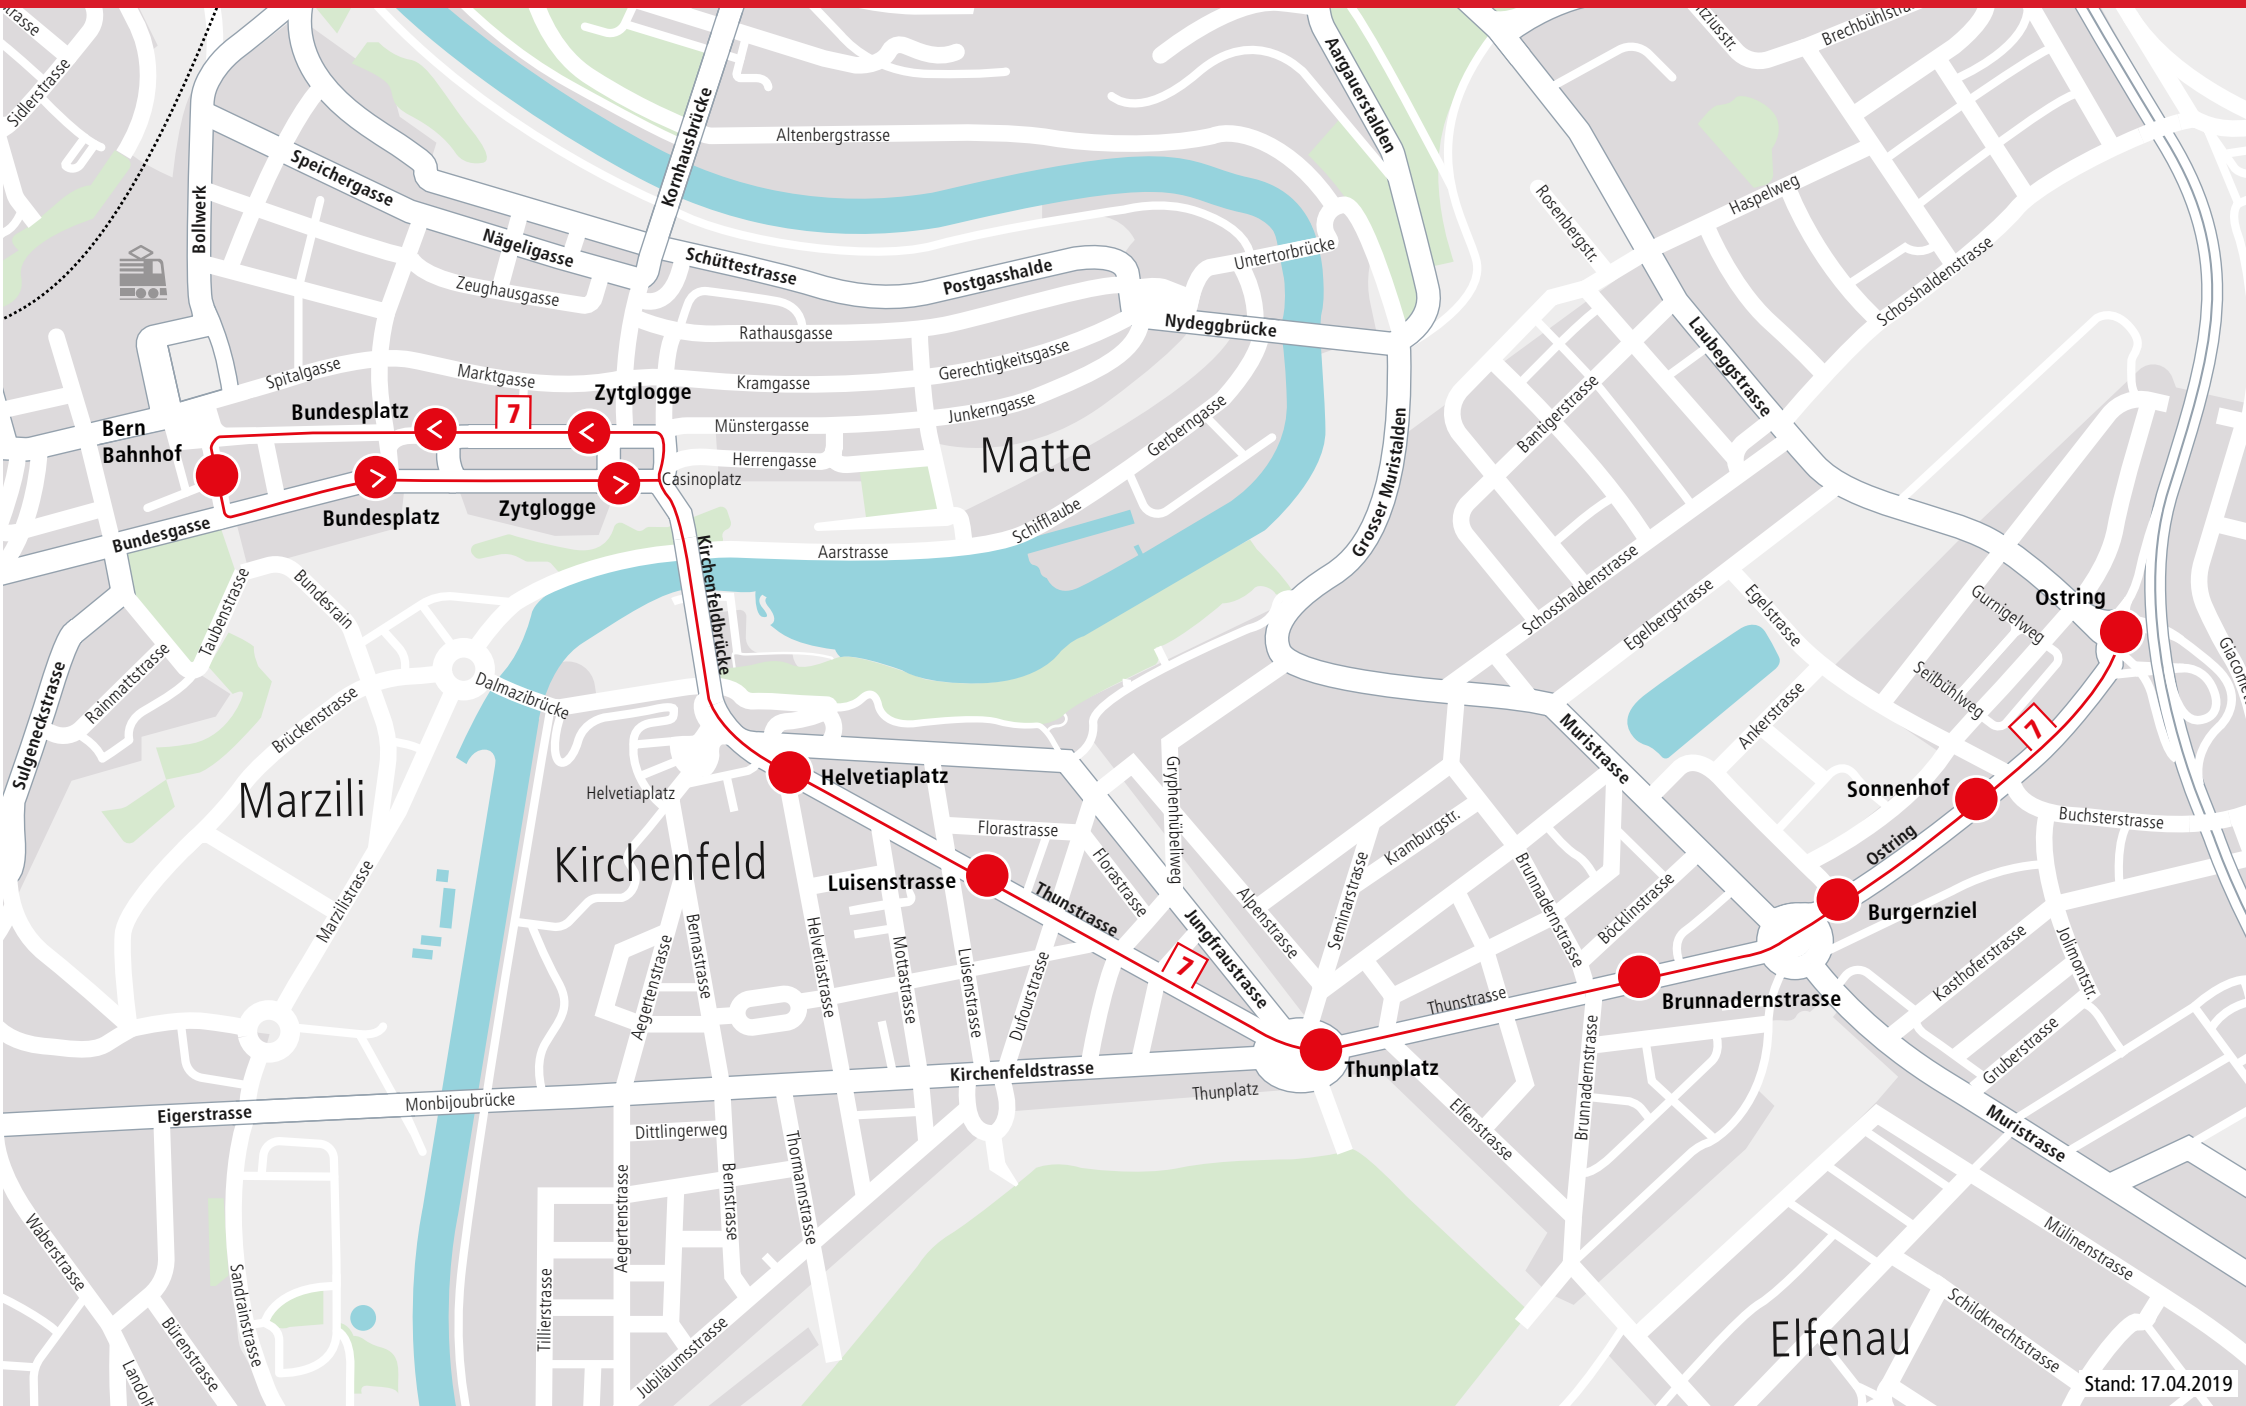 Sidlerstrasse
Bollwerk
Speichergasse
Nägeligasse
Zeughausgasse
Kornhausbrücke
Altenbergstrasse
Aargauerstalden
Brechbühlstra
Schüttestrasse
Postgasshalde
Untertorbrücke
Nydeggbrücke
Rosenbergstr.
Haspelweg
Schosshaldenstrasse
Laubeggstrasse
Bantigerstrasse
Rathausgasse
Gerechtigkeitsgasse
Kramgasse
Junkerngasse
Münstergasse
Herrengasse
Gerberngasse
Matte
Spitalgasse
Marktgasse
Zytglogge
Bundesplatz
7
Bern
Bahnhof
Casinoplatz
Zytglogge
Bundesplatz
Bundesgasse
Kirchenfeldbrücke
Aarstrasse
Schifflaube
Grosser Muristalden
Schosshaldenstrasse
Egelbergstrasse
Egelstrasse
Gurnigelweg
Ostring
Seilbühlweg
Ankerstrasse
7
Taubenstrasse
Bundesrain
Rainmattstrasse
Sulgeneckstrasse
Brückenstrasse
Dalmazibrücke
Marzili
Marzilistrasse
Helvetiaplatz
Helvetiaplatz
Kirchenfeld
Luisenstrasse
Florastrasse
Florastrasse
Gryphenhübeliweg
Thunstrasse
7
Jungfraustrasse
Alpenstrasse
Seminarstrasse
Kramburgstr.
Muristrasse
Brunnadernstrasse
Böcklinstrasse
Sonnenhof
Ostring
Burgernziel
Buchsterstrasse
Jolimontstr.
Kasthoferstrasse
Gruberstrasse
Brunnadernstrasse
Thunstrasse
Thunplatz
Thunplatz
Kirchenfeldstrasse
Aegertenstrasse
Bernastrasse
Helvetiastrasse
Mottastrasse
Luisenstrasse
Dufourstrasse
Eigerstrasse
Monbijoubrücke
Dittlingerweg
Aegertenstrasse
Bernstrasse
Thormannstrasse
Tillierstrasse
Jubiläumsstrasse
Waberstrasse
Bürenstrasse
Sandrainstrasse
Elfenstrasse
Brunnadernstrasse
Muristrasse
Mülinenstrasse
Schildknechtstrasse
Elfenau
Stand: 17.04.2019